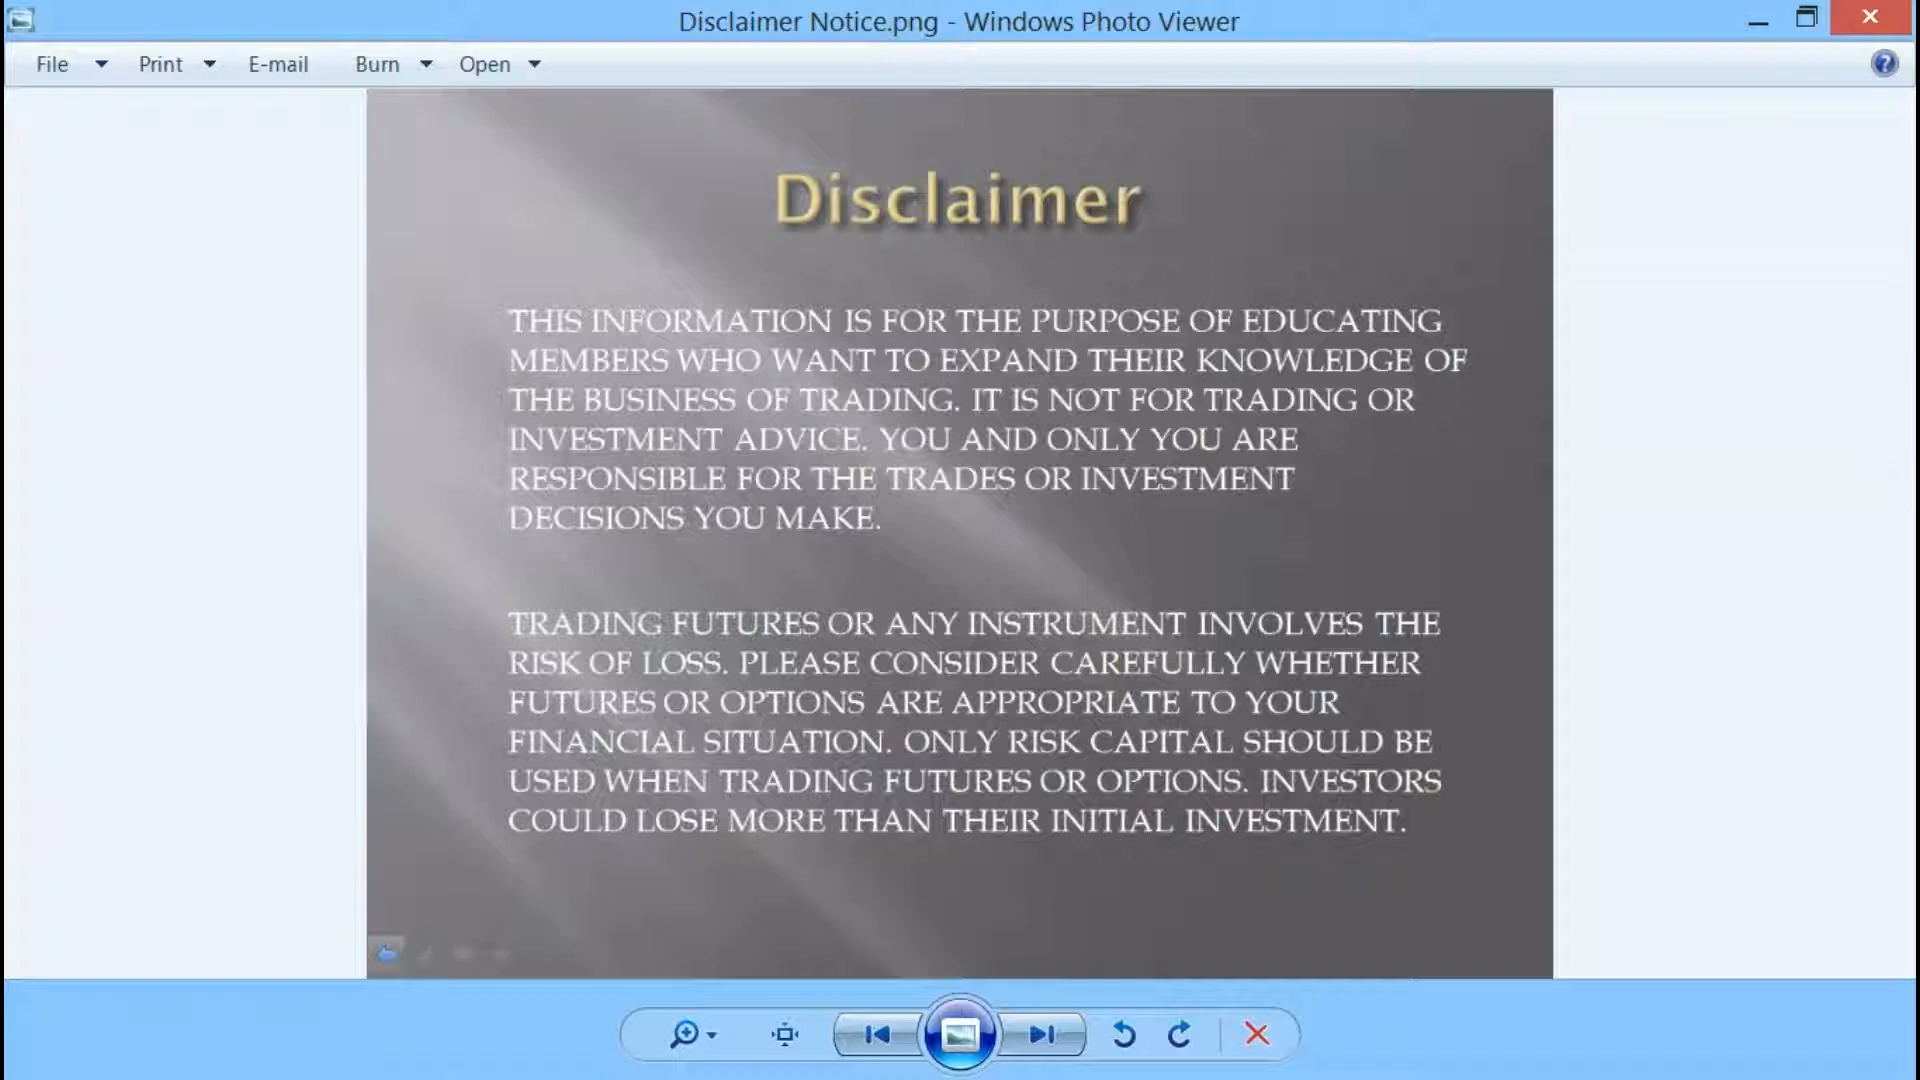 Disclaimer Notice.png - Windows Photo Viewer
File Print E-mail Burn Open
Disclaimer
THIS INFORMATION IS FOR THE PURPOSE OF EDUCATING
MEMBERS WHO WANT TO EXPAND THEIR KNOWLEDGE OF
THE BUSINESS OF TRADING. IT IS NOT FOR TRADING OR
INVESTMENT ADVICE. YOU AND ONLY YOU ARE
RESPONSIBLE FOR THE TRADES OR INVESTMENT
DECISIONS YOU MAKE.
TRADING FUTURES OR ANY INSTRUMENT INVOLVES THE
RISK OF LOSS. PLEASE CONSIDER CAREFULLY WHETHER
FUTURES OR OPTIONS ARE APPROPRIATE TO YOUR
FINANCIAL SITUATION. ONLY RISK CAPITAL SHOULD BE
USED WHEN TRADING FUTURES OR OPTIONS. INVESTORS
COULD LOSE MORE THAN THEIR INITIAL INVESTMENT.